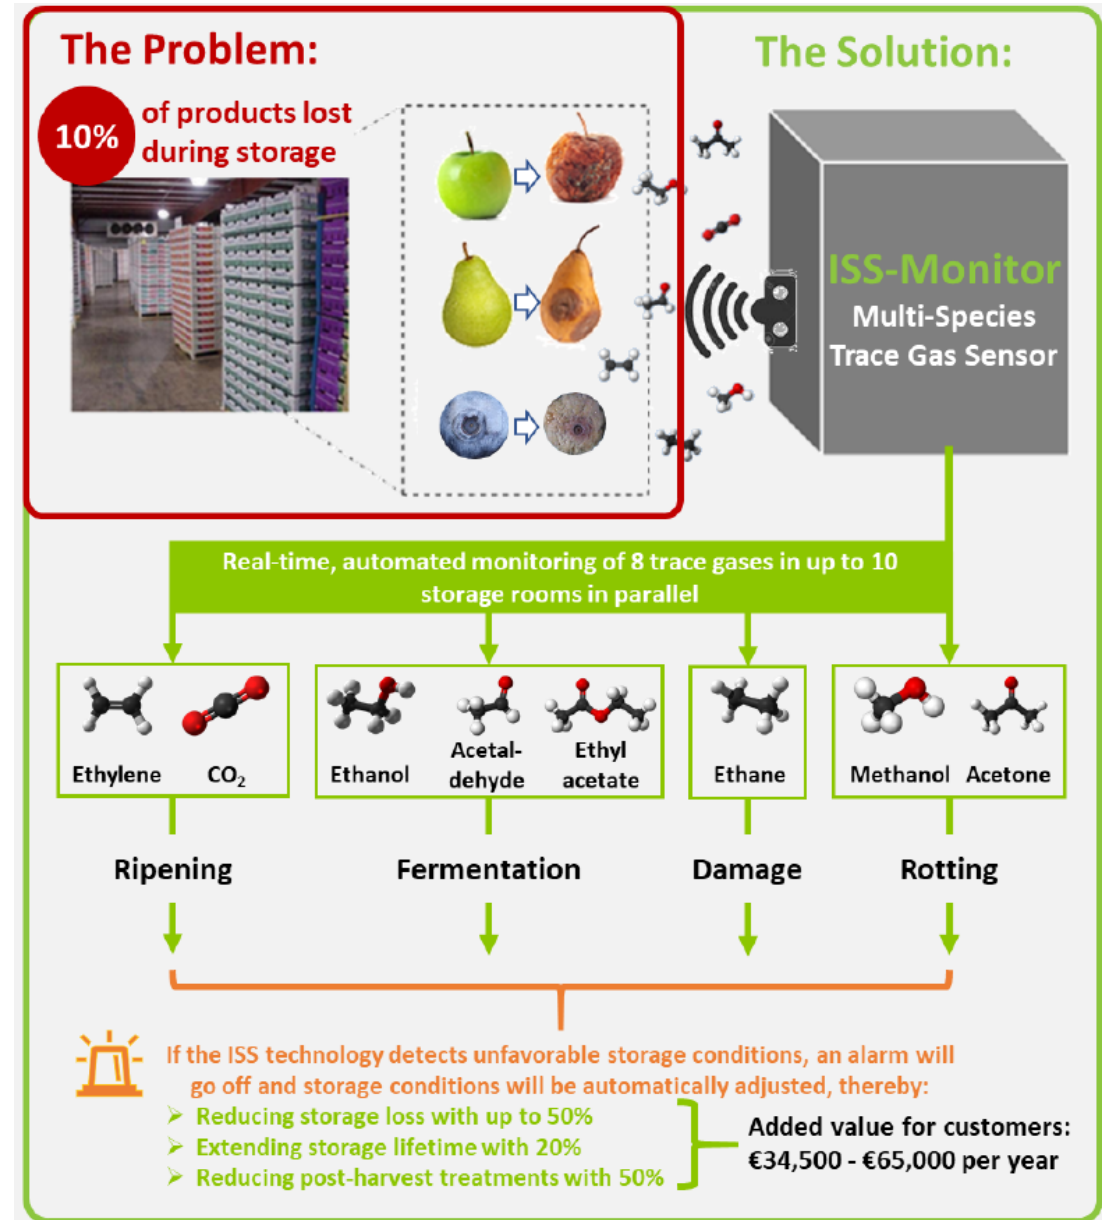 The Problem:
10%
of products lost
during storage
The Solution:
ISS-Monitor
Multi-Species
Trace Gas Sensor
Real-time, automated monitoring of 8 trace gases in up to 10
storage rooms in parallel
Ethylene
CO₂
Ethanol
Acetal-
dehyde
Ethyl
acetate
Ethane
Methanol
Acetone
Ripening
Fermentation
Damage
Rotting
If the ISS technology detects unfavorable storage conditions, an alarm will
go off and storage conditions will be automatically adjusted, thereby:
➢ Reducing storage loss with up to 50%
➢ Extending storage lifetime with 20%
➢ Reducing post-harvest treatments with 50%
Added value for customers:
€34,500 - €65,000 per year